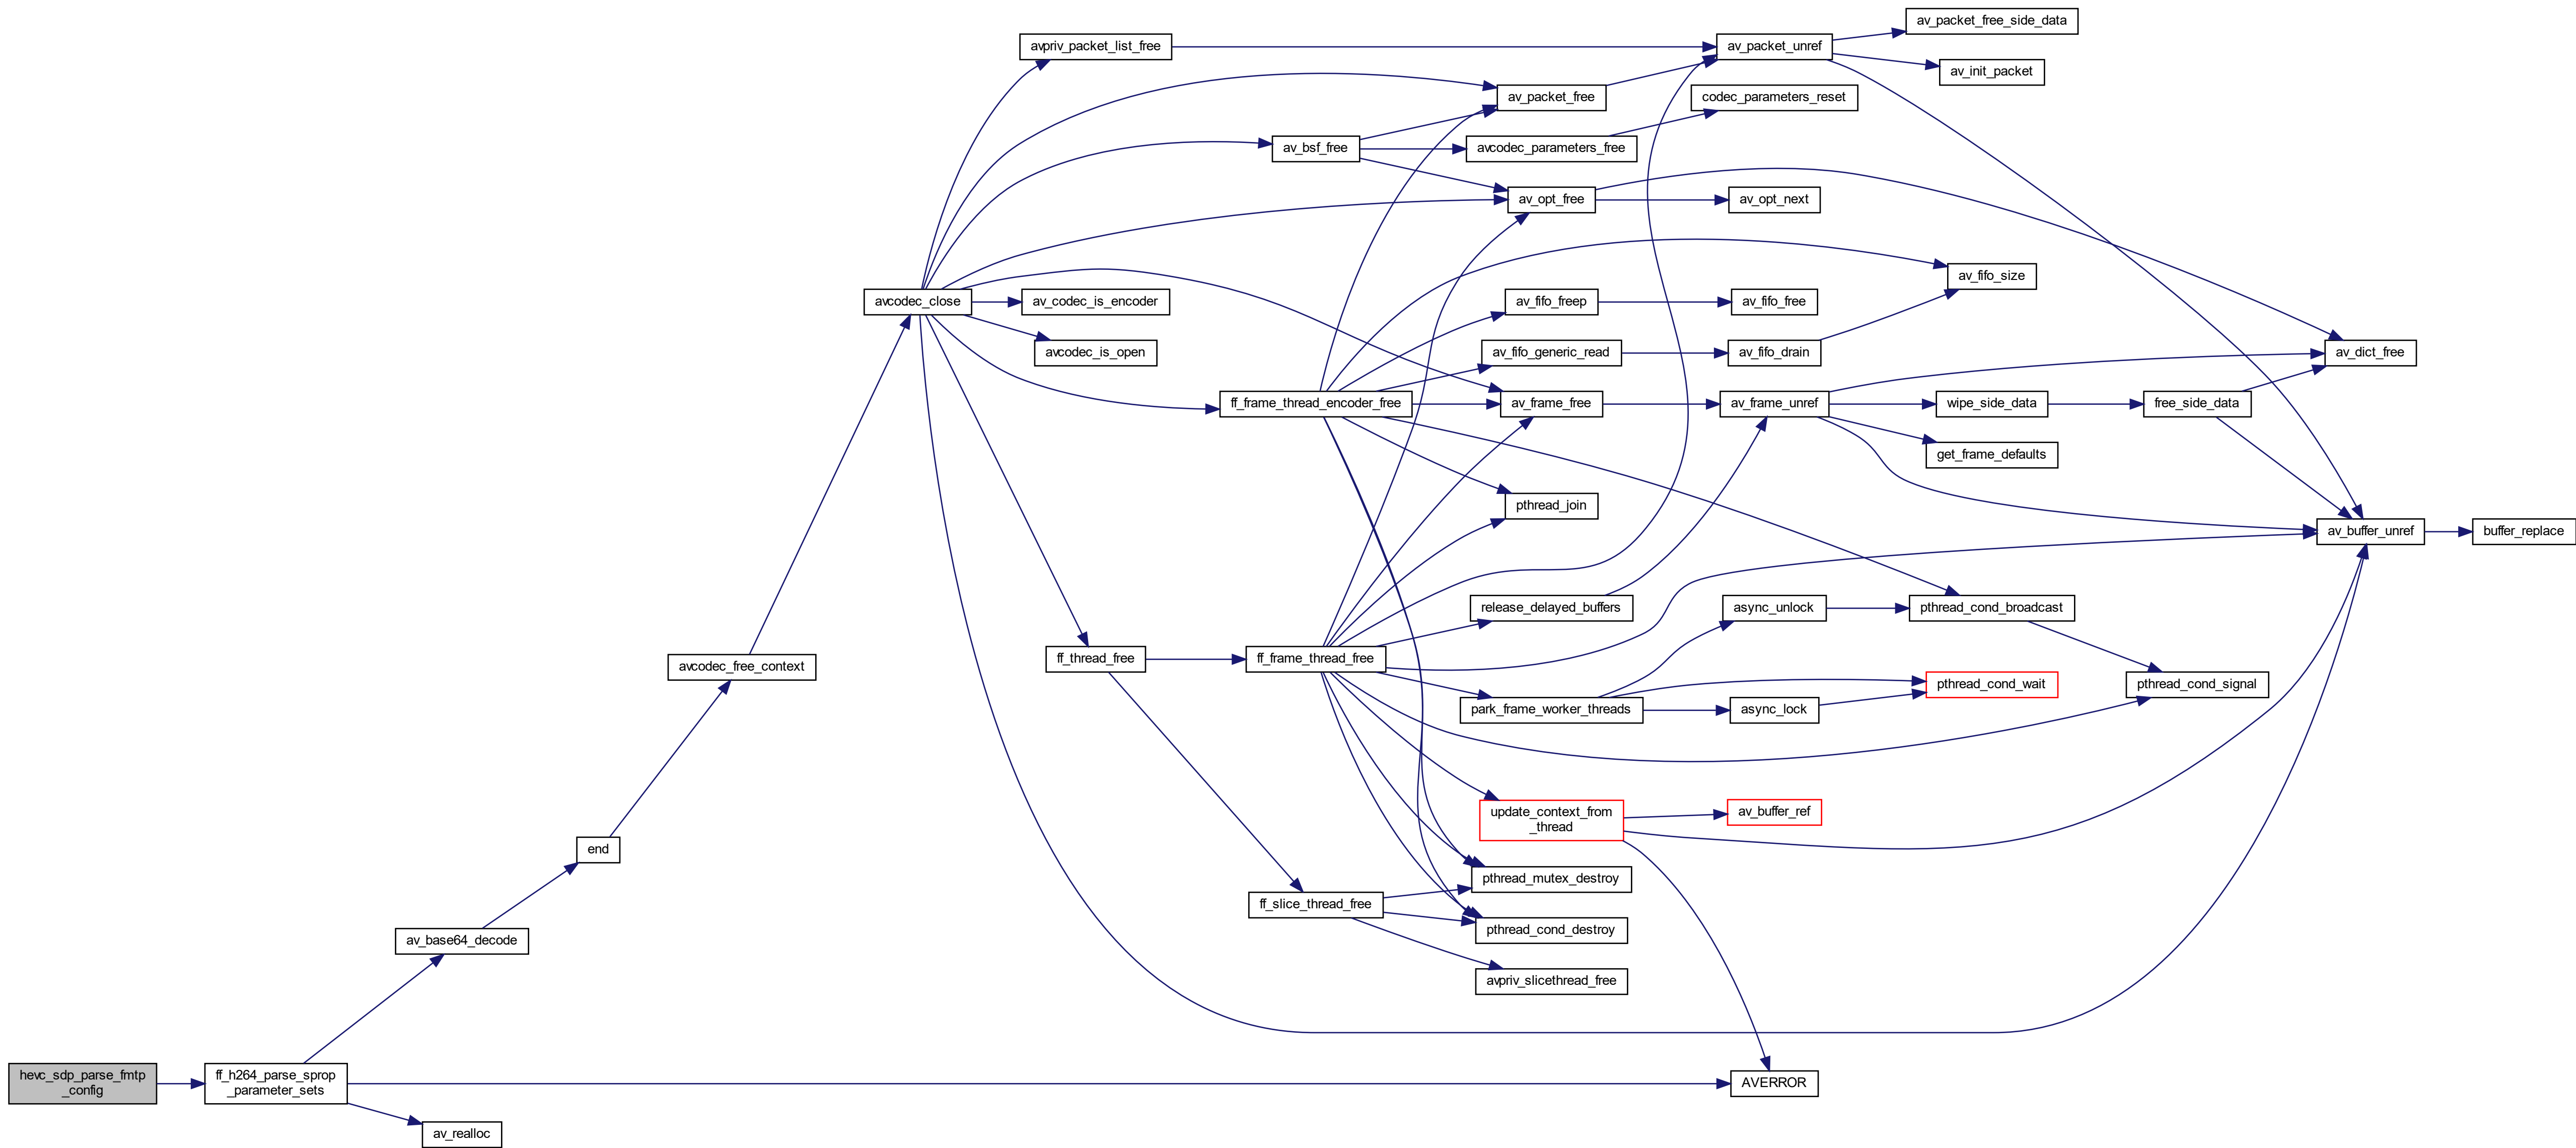 av_packet_free_side_data
avpriv_packet_list_free
av_packet_unref
av_init_packet
av_packet_free
codec_parameters_reset
av_bsf_free
avcodec_parameters_free
av_opt_free
av_opt_next
av_fifo_size
avcodec_close
av_codec_is_encoder
av_fifo_freep
av_fifo_free
avcodec_is_open
av_fifo_generic_read
av_fifo_drain
av_dict_free
ff_frame_thread_encoder_free
av_frame_free
av_frame_unref
wipe_side_data
free_side_data
get_frame_defaults
pthread_join
av_buffer_unref
buffer_replace
release_delayed_buffers
async_unlock
pthread_cond_broadcast
avcodec_free_context
ff_thread_free
ff_frame_thread_free
pthread_cond_wait
pthread_cond_signal
park_frame_worker_threads
async_lock
update_context_from
_thread
av_buffer_ref
end
pthread_mutex_destroy
ff_slice_thread_free
pthread_cond_destroy
av_base64_decode
avpriv_slicethread_free
hevc_sdp_parse_fmtp
_config
ff_h264_parse_sprop
_parameter_sets
AVERROR
av_realloc